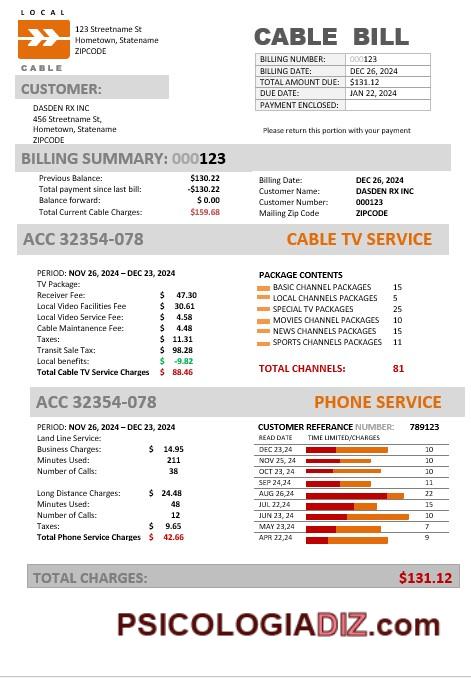 LOCAL
CABLE
123 Streetname St
Hometown, Statename
ZIPCODE
CABLE BILL
BILLING NUMBER: 000123
BILLING DATE: DEC 26, 2024
TOTAL AMOUNT DUE: $131.12
DUE DATE: JAN 22, 2024
PAYMENT ENCLOSED:
CUSTOMER:
DASDEN RX INC
456 Streetname St,
Hometown, Statename
ZIPCODE
Please return this portion with your payment
BILLING SUMMARY: 000123
Previous Balance: $130.22
Total payment since last bill: -$130.22
Balance forward: $ 0.00
Total Current Cable Charges: $159.68
Billing Date: DEC 26, 2024
Customer Name: DASDEN RX INC
Customer Number: 000123
Mailing Zip Code ZIPCODE
ACC 32354-078 CABLE TV SERVICE
PERIOD: NOV 26, 2024 – DEC 23, 2024
TV Package:
Receiver Fee: $ 47.30
Local Video Facilities Fee $ 30.61
Local Video Service Fee: $ 4.58
Cable Maintanence Fee: $ 4.48
Taxes: $ 11.31
Transit Sale Tax: $ 98.28
Local benefits: $ -9.82
Total Cable TV Service Charges $ 88.46
PACKAGE CONTENTS
BASIC CHANNEL PACKAGES 15
LOCAL CHANNEL PACKAGES 5
SPECIAL TV PACKAGES 25
MOVIES CHANNEL PACKAGES 10
NEWS CHANNEL PACKAGES 15
SPORTS CHANNEL PACKAGES 11
TOTAL CHANNELS: 81
ACC 32354-078 PHONE SERVICE
PERIOD: NOV 26, 2024 – DEC 23, 2024
Land Line Service:
Business Charges: $ 14.95
Minutes Used: 211
Number of Calls: 38
Long Distance Charges: $ 24.48
Minutes Used: 48
Number of Calls: 12
Taxes: $ 9.65
Total Phone Service Charges $ 42.66
CUSTOMER REFERANCE NUMBER: 789123
READ DATE TIME LIMITED/CHARGES
DEC 23,24 10
NOV 25, 24 10
OCT 23, 24 10
SEP 24,24 11
AUG 26,24 22
JUL 22,24 15
JUN 23, 24 10
MAY 23,24 7
APR 22,24 9
TOTAL CHARGES: $131.12
PSICOLOGIADIZ.com